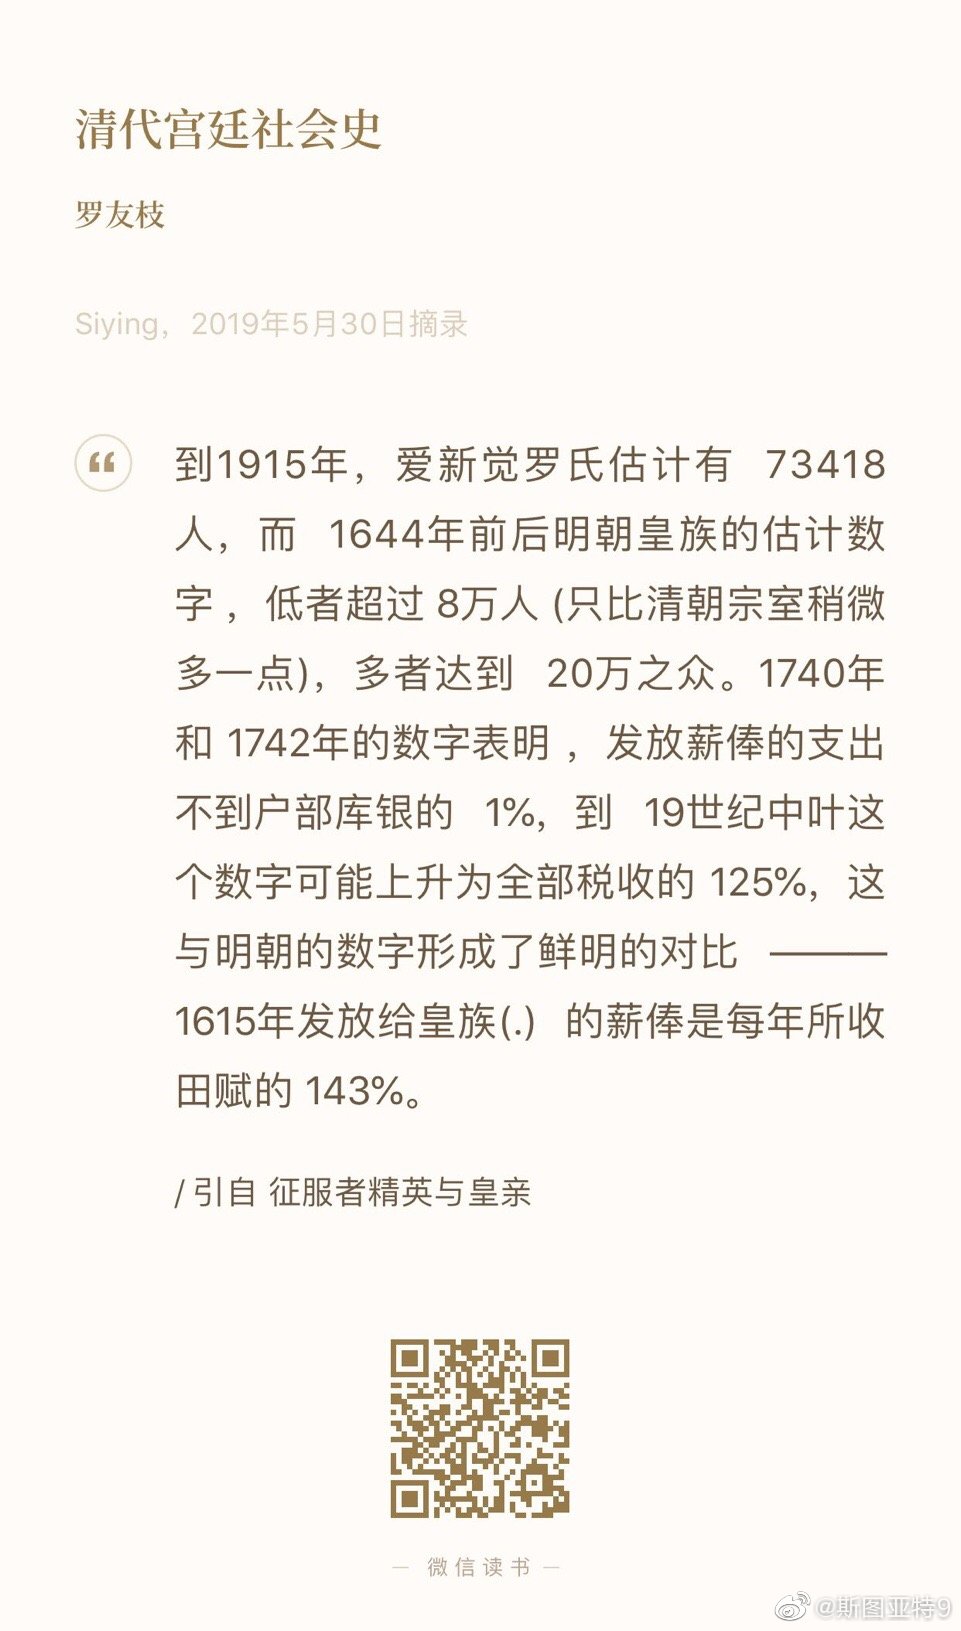 清代宫廷社会史
罗友枝
Siying，2019年5月30日摘录
“
到1915年，爱新觉罗氏估计有 73418
人，而 1644年前后明朝皇族的估计数
字 ，低者超过 8万人 (只比清朝宗室稍微
多一点)，多者达到 20万之众。1740年
和 1742年的数字表明 ，发放薪俸的支出
不到户部库银的 1%，到 19世纪中叶这
个数字可能上升为全部税收的 125%，这
与明朝的数字形成了鲜明的对比 ———
1615年发放给皇族(.) 的薪俸是每年所收
田赋的 143%。
/ 引自 征服者精英与皇亲
— 微信读书 —
@斯图亚特9